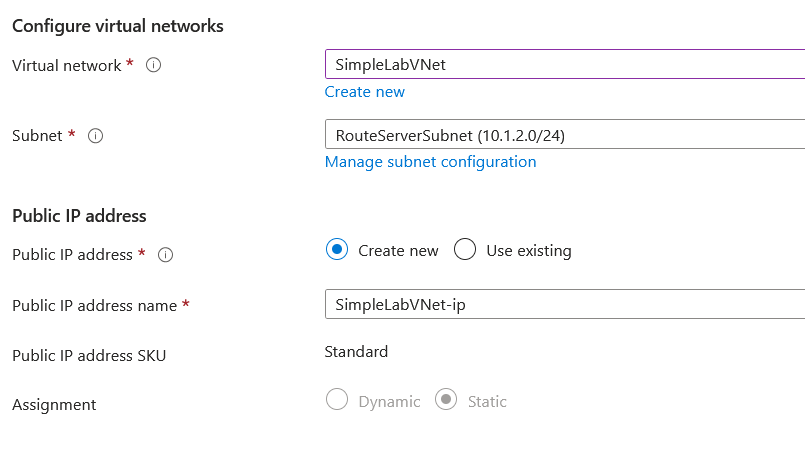 Configure virtual networks
Virtual network *
SimpleLabVNet
Create new
Subnet *
RouteServerSubnet (10.1.2.0/24)
Manage subnet configuration
Public IP address
Public IP address *
Create new
Use existing
Public IP address name *
SimpleLabVNet-ip
Public IP address SKU
Standard
Assignment
Dynamic
Static